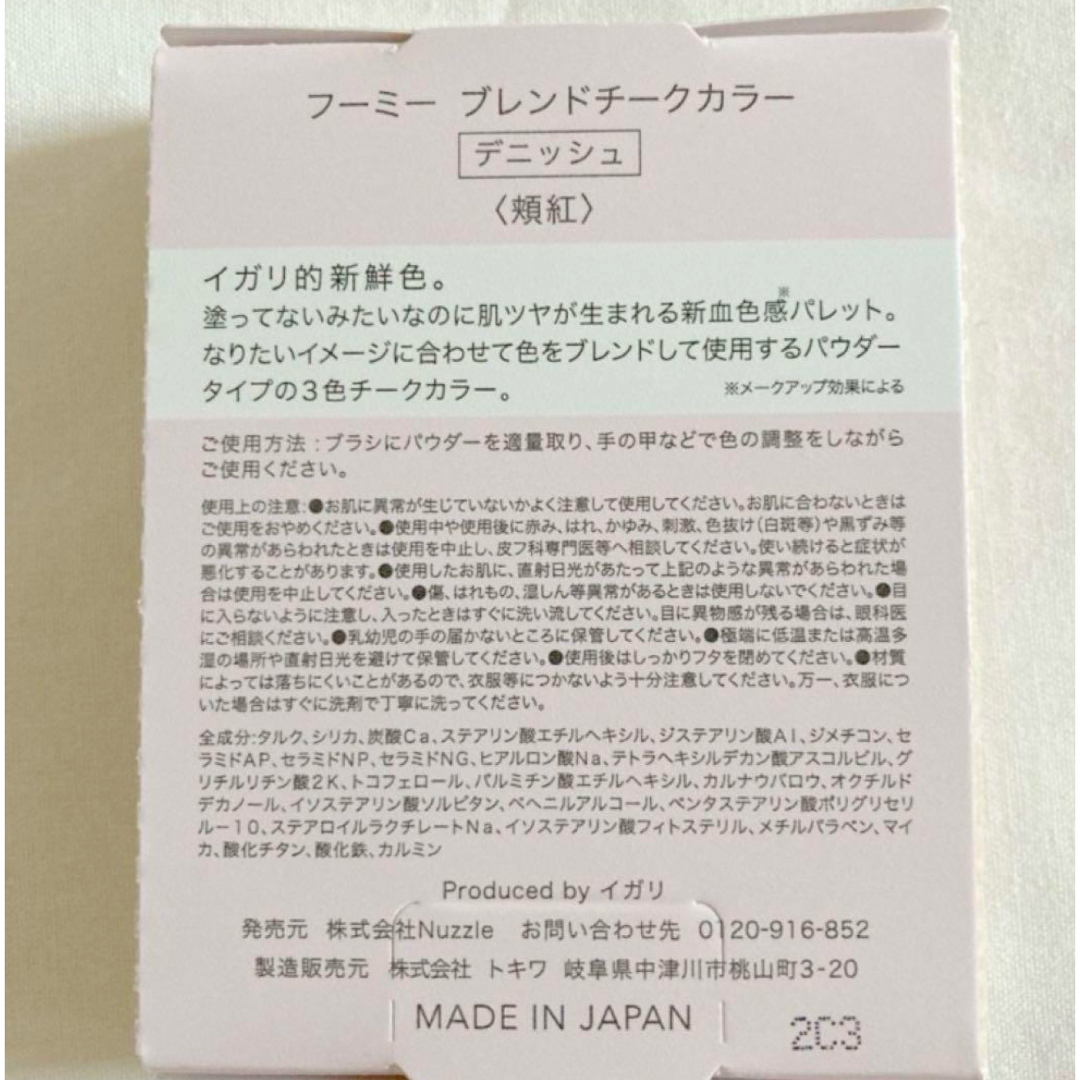 フーミー ブレンドチークカラー
デニッシュ
〈頬紅〉
イガリ的新鮮色。
塗ってないみたいなのに肌ツヤが生まれる新血色感※パレット。
なりたいイメージに合わせて色をブレンドして使用するパウダー
タイプの3色チークカラー。 ※メークアップ効果による
ご使用方法：ブラシにパウダーを適量取り、手の甲などで色の調整をしながら
ご使用ください。
使用上の注意：●お肌に異常が生じていないかよく注意して使用してください。お肌に合わないときは
ご使用をおやめください。●使用中や使用後に赤み、はれ、かゆみ、刺激、色抜け（白斑等）や黒ずみ等
の異常があらわれたときは使用を中止し、皮フ科専門医等へ相談してください。使い続けると症状が
悪化することがあります。●使用したお肌に、直射日光があたって上記のような異常があらわれた場
合は使用を中止してください。●傷、はれもの、湿しん等異常があるときは使用しないでください。●目
に入らないように注意し、入ったときはすぐに洗い流してください。目に異物感が残る場合は、眼科医
にご相談ください。●乳幼児の手の届かないところに保管してください。●極端に低温または高温多
湿の場所や直射日光を避けて保管してください。●使用後はしっかりフタを閉めてください。●材質
によっては落ちにくいことがあるので、衣服等につかないよう十分注意してください。万一、衣服につ
いた場合はすぐに洗剤で丁寧に洗ってください。
全成分：タルク、シリカ、炭酸Ca、ステアリン酸エチルヘキシル、ジステアリン酸Al、ジメチコン、セ
ラミドAP、セラミドNP、セラミドNG、ヒアルロン酸Na、テトラヘキシルデカン酸アスコルビル、グ
リチルリチン酸2K、トコフェロール、パルミチン酸エチルヘキシル、カルナウバロウ、オクチルド
デカノール、イソステアリン酸ソルビタン、ベヘニルアルコール、ペンタステアリン酸ポリグリセリ
ルー10、ステアロイルラクチレートNa、イソステアリン酸フィトステリル、メチルパラベン、マイ
カ、酸化チタン、酸化鉄、カルミン
Produced by イガリ
発売元 株式会社Nuzzle お問い合わせ先 0120-916-852
製造販売元 株式会社 トキワ 岐阜県中津川市桃山町3-20
MADE IN JAPAN
2C3